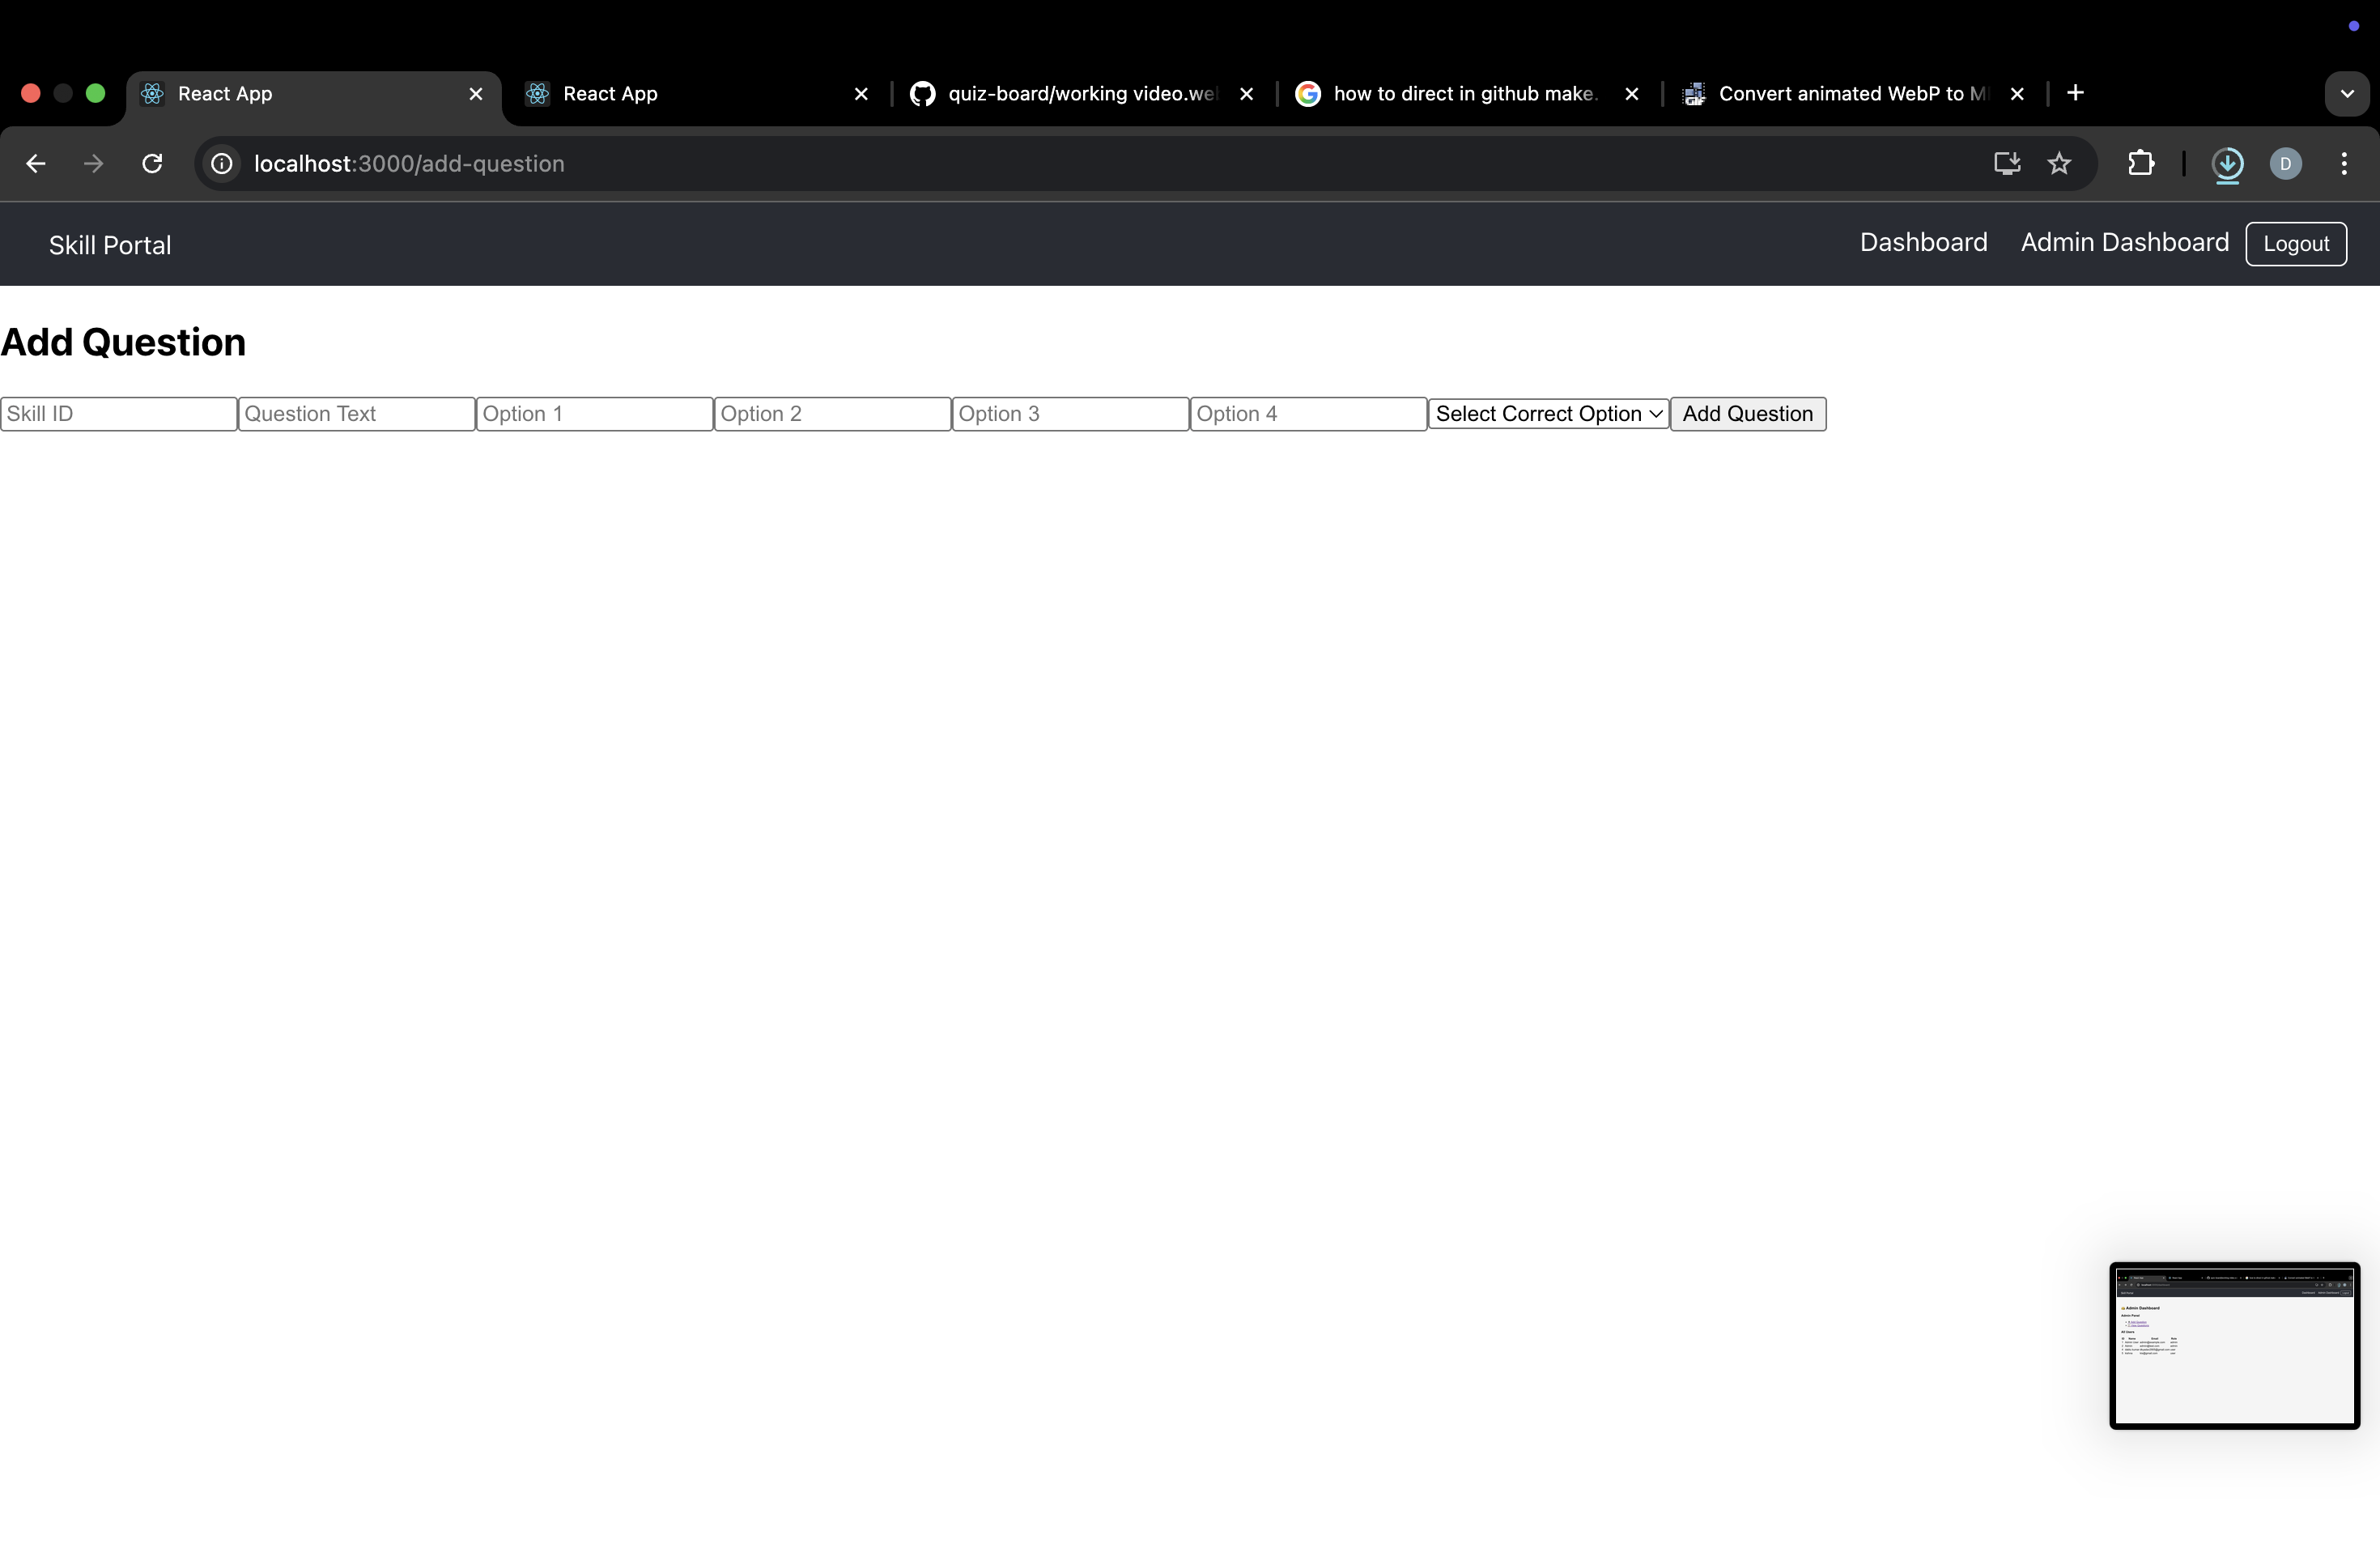 React App
React App
quiz-board/working video.we
how to direct in github make.
Convert animated WebP to M
localhost:3000/add-question
D
Skill Portal
Dashboard
Admin Dashboard
Logout
Add Question
Skill ID
Question Text
Option 1
Option 2
Option 3
Option 4
Select Correct Option
Add Question
Admin Dashboard